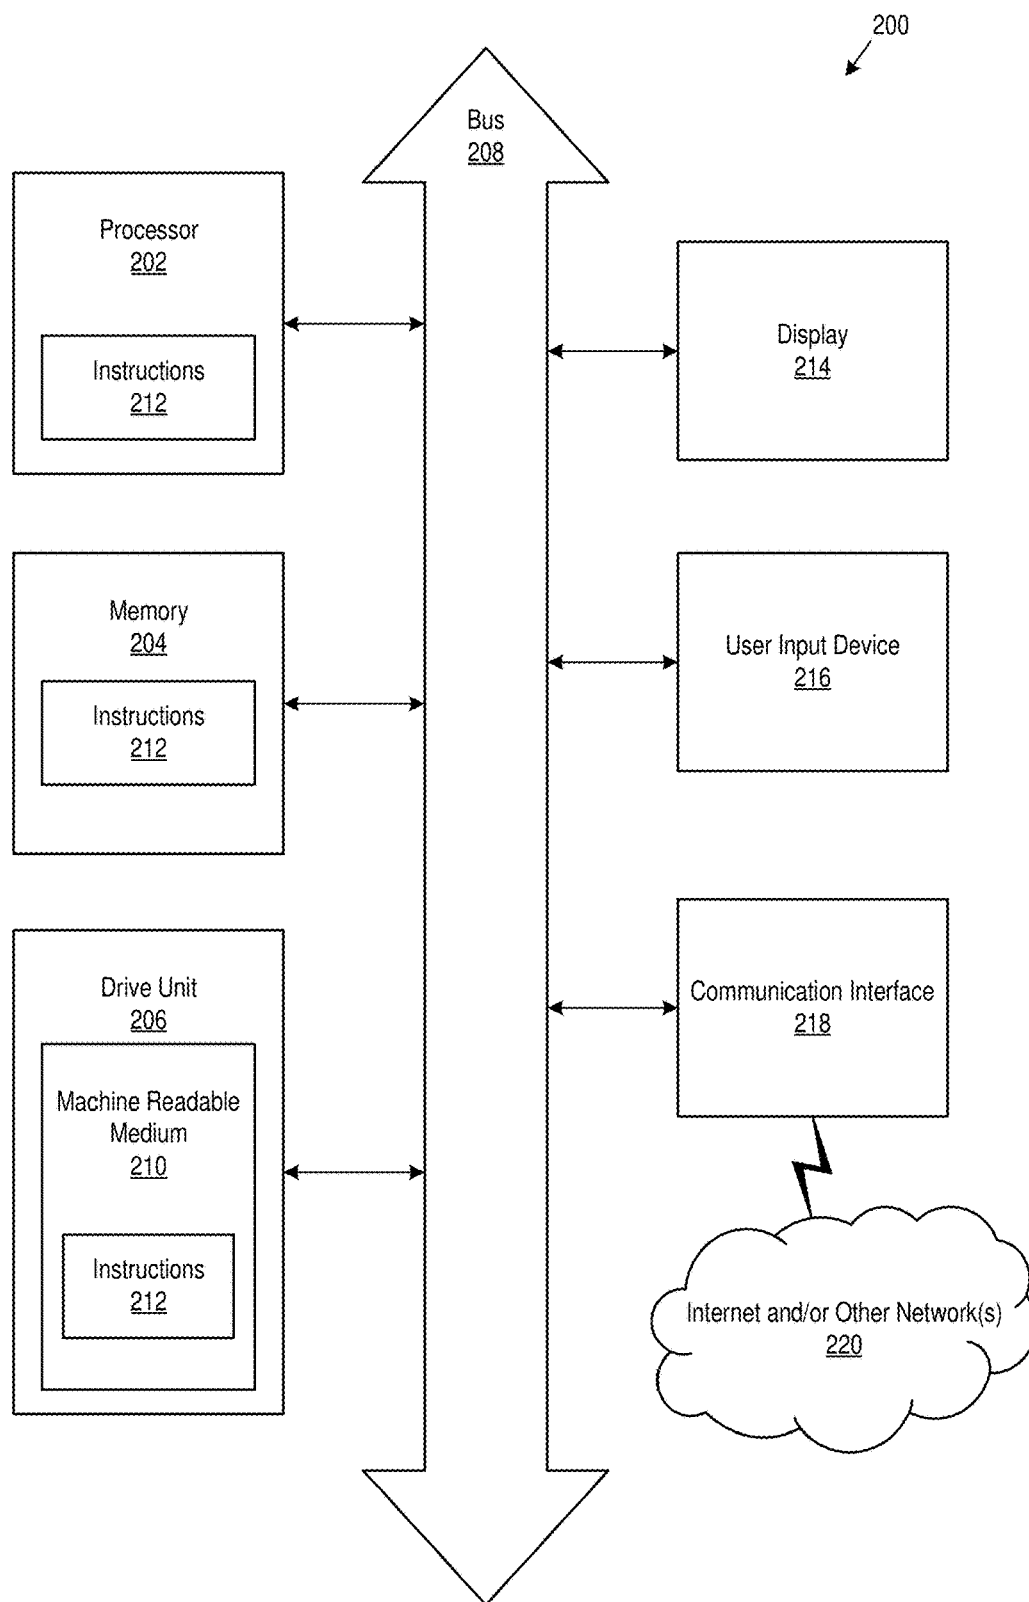 200
Bus
208
Processor
202
Instructions
212
Memory
204
Instructions
212
Drive Unit
206
Machine Readable
Medium
210
Instructions
212
Display
214
User Input Device
216
Communication Interface
218
Internet and/or Other Network(s)
220